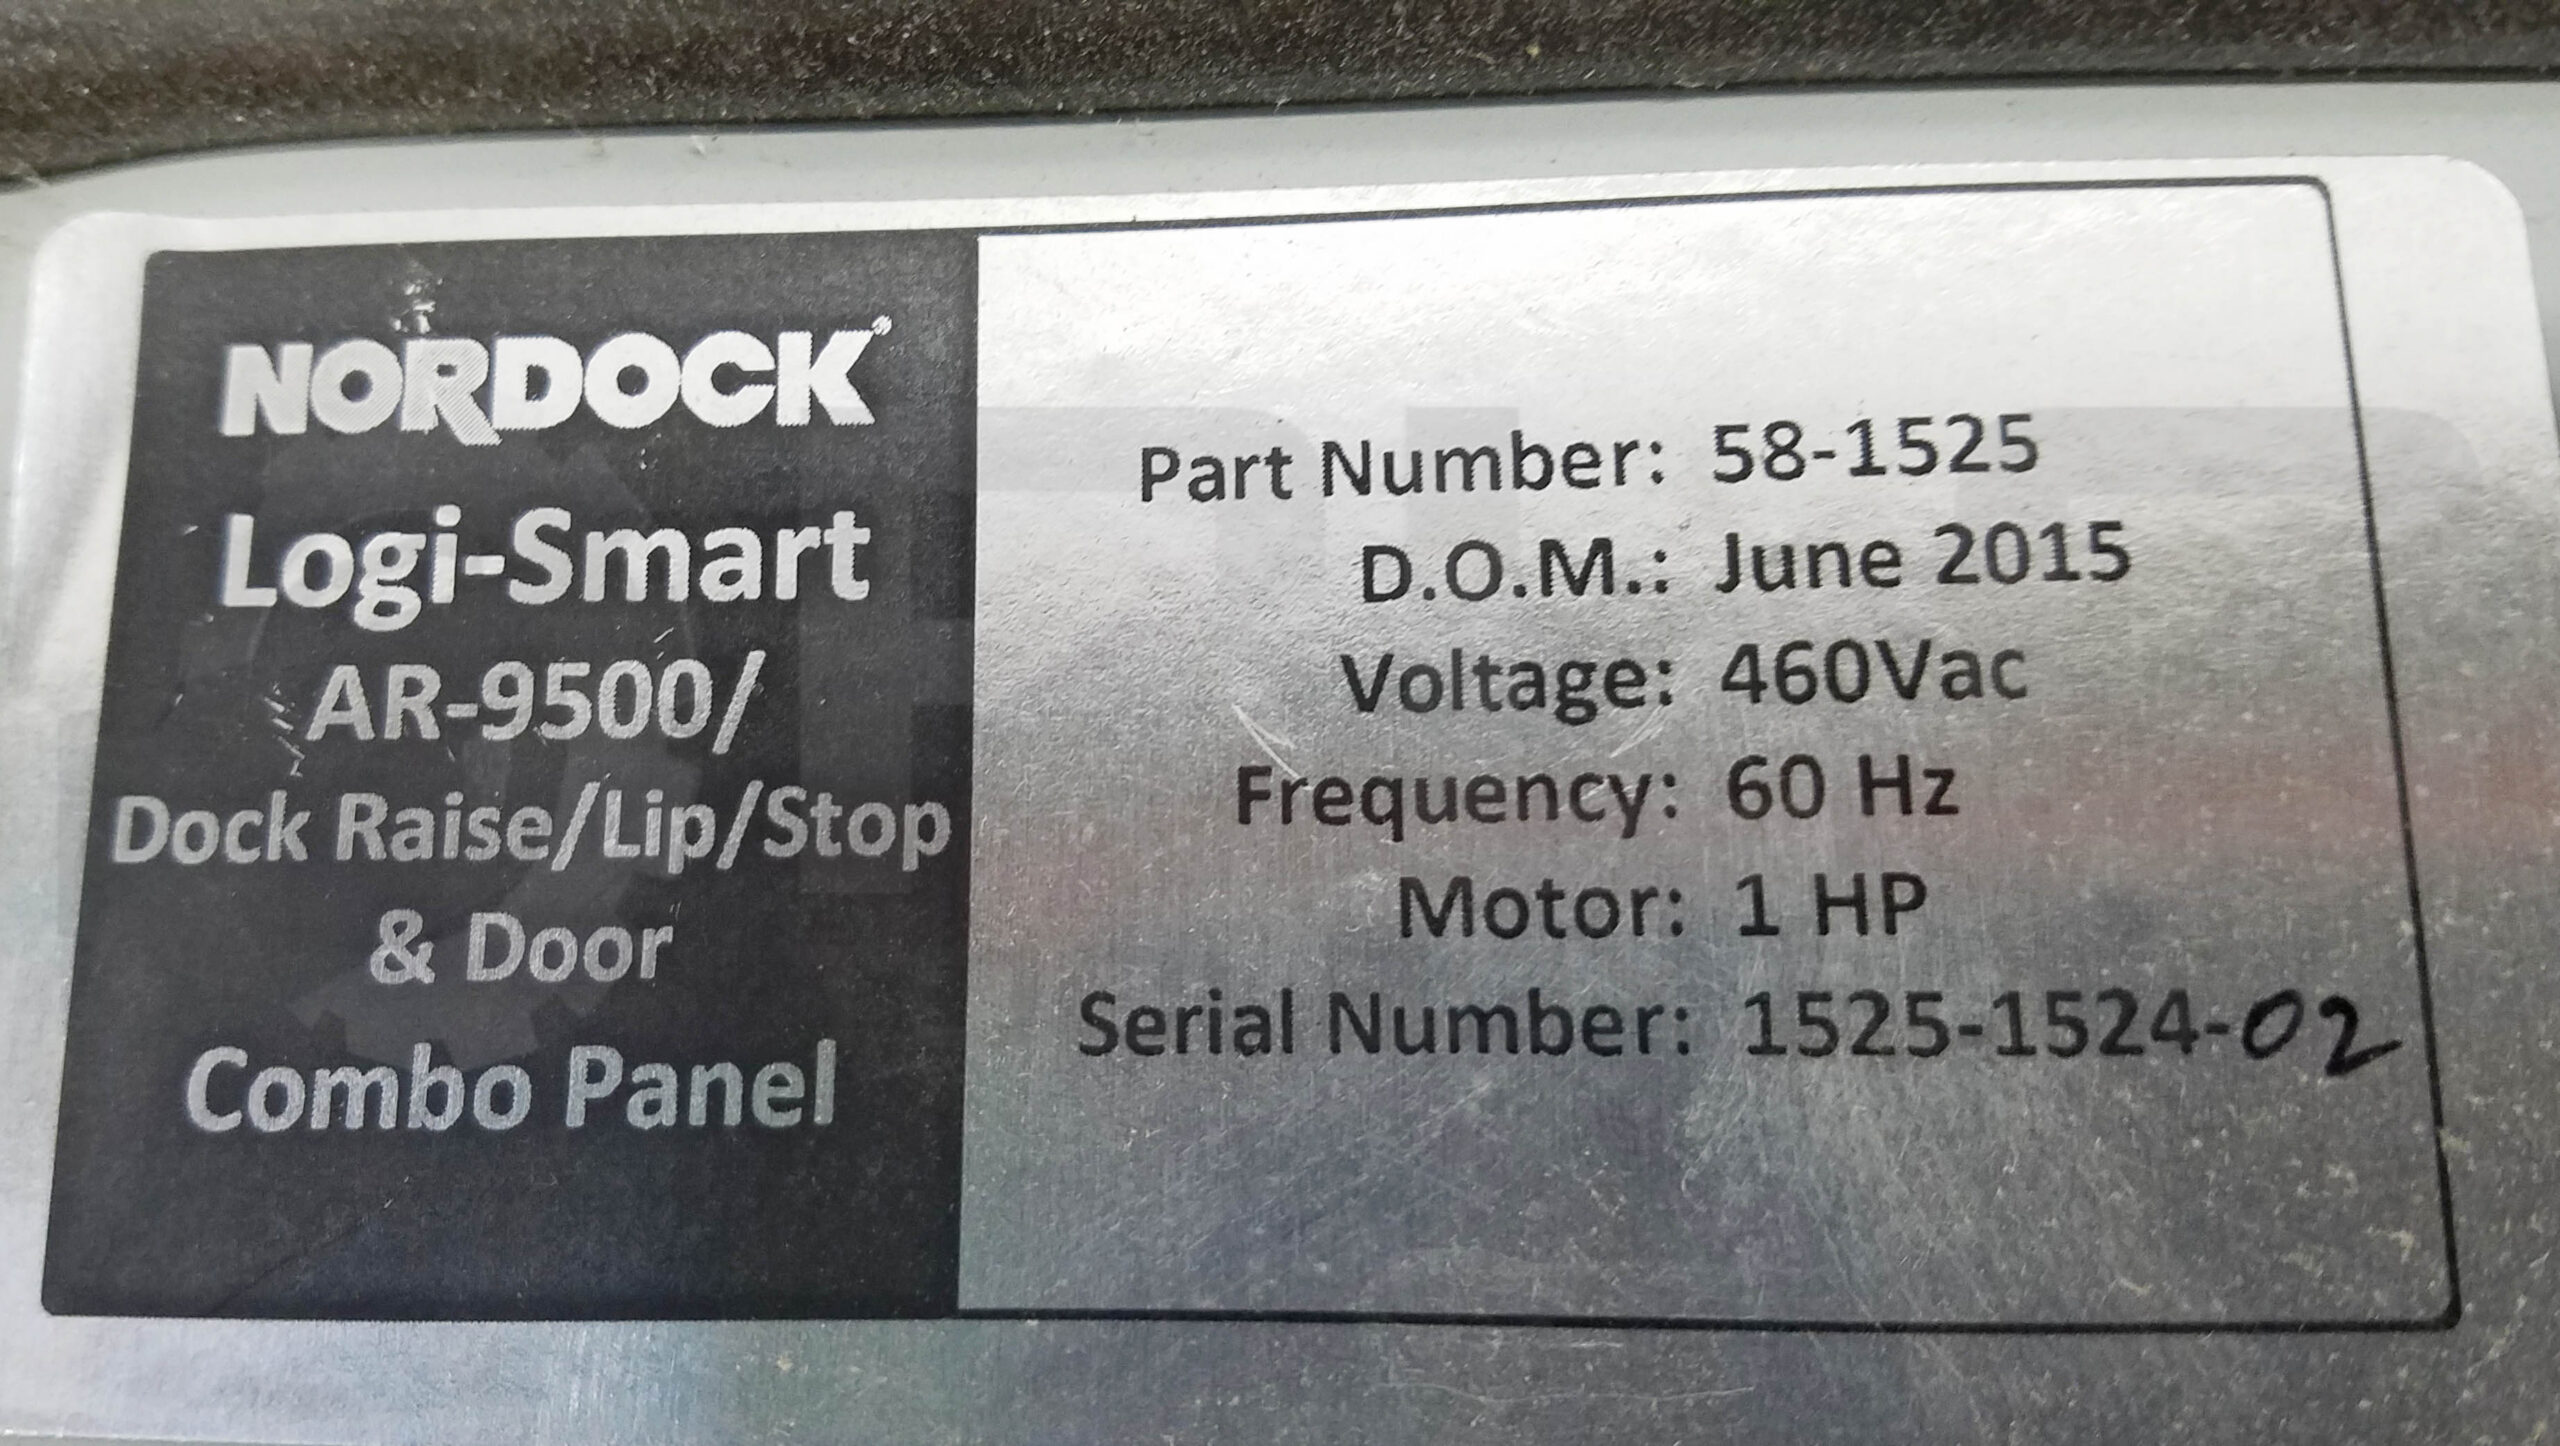 NORDOCK®
Logi-Smart
AR-9500/
Dock Raise/Lip/Stop
& Door
Combo Panel
Part Number: 58-1525
D.O.M.: June 2015
Voltage: 460Vac
Frequency: 60 Hz
Motor: 1 HP
Serial Number: 1525-1524-02